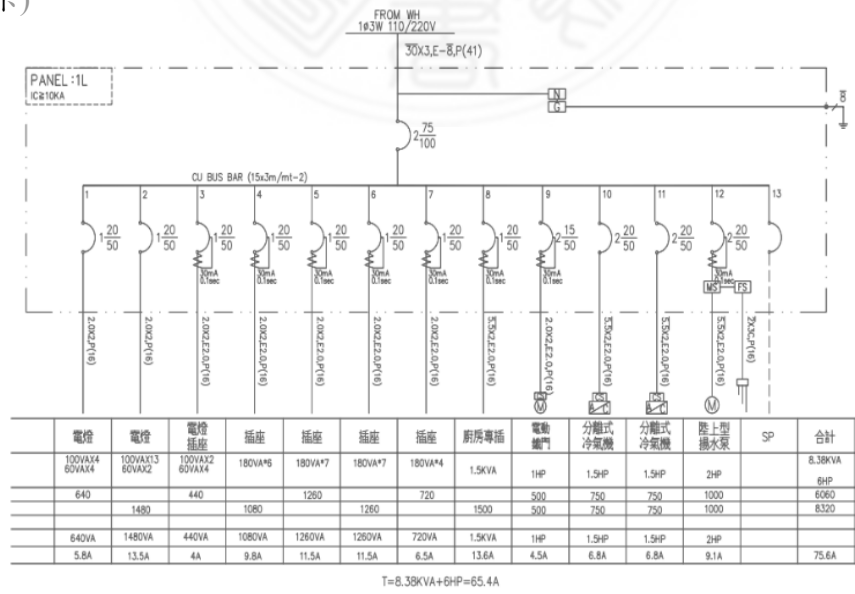 下)
FROM WH
1ø3W 110/220V
30X3,E-8,P(41)
PANEL :1L
IC≧10KA
N
G
8
2 75/100
CU BUS BAR (15x3m/mt-2)
1 2 3 4 5 6 7 8 9 10 11 12 13
1 20/50 1 20/50 1 20/50 1 20/50 1 20/50 1 20/50 1 20/50 1 20/50 2 15/50 2 20/50 2 20/50 2 20/50
30mA 30mA 30mA 30mA 30mA 30mA 30mA 30mA
0.1sec 0.1sec 0.1sec 0.1sec 0.1sec 0.1sec 0.1sec 0.1sec
MS FS
2.0X2,P(16) 2.0X2,P(16) 2.0X2,E2.0,P(16) 2.0X2,E2.0,P(16) 2.0X2,E2.0,P(16) 2.0X2,E2.0,P(16) 2.0X2,E2.0,P(16) 5.5X2,E2.0,P(16) 2.0X2,E2.0,P(16) 5.5X2,E2.0,P(16) 5.5X2,E2.0,P(16) 5.5X2,E2.0,P(16) 2X3C,P(16)
CS CS CS
M A/C A/C M
電燈 電燈 電燈 插座 插座 插座 插座 廚房專插 電動 分離式 分離式 陸上型 SP 合計
插座 鐵門 冷氣機 冷氣機 揚水泵
100VAX4 100VAX13 100VAX2 180VA*6 180VA*7 180VA*7 180VA*4 1.5KVA 1HP 1.5HP 1.5HP 2HP 8.38KVA
60VAX4 60VAX2 60VAX4 6HP
640 440 1260 720 500 750 750 1000 6060
1480 1080 1260 1500 500 750 750 1000 8320
640VA 1480VA 440VA 1080VA 1260VA 1260VA 720VA 1.5KVA 1HP 1.5HP 1.5HP 2HP
5.8A 13.5A 4A 9.8A 11.5A 11.5A 6.5A 13.6A 4.5A 6.8A 6.8A 9.1A 75.6A
T=8.38KVA+6HP=65.4A